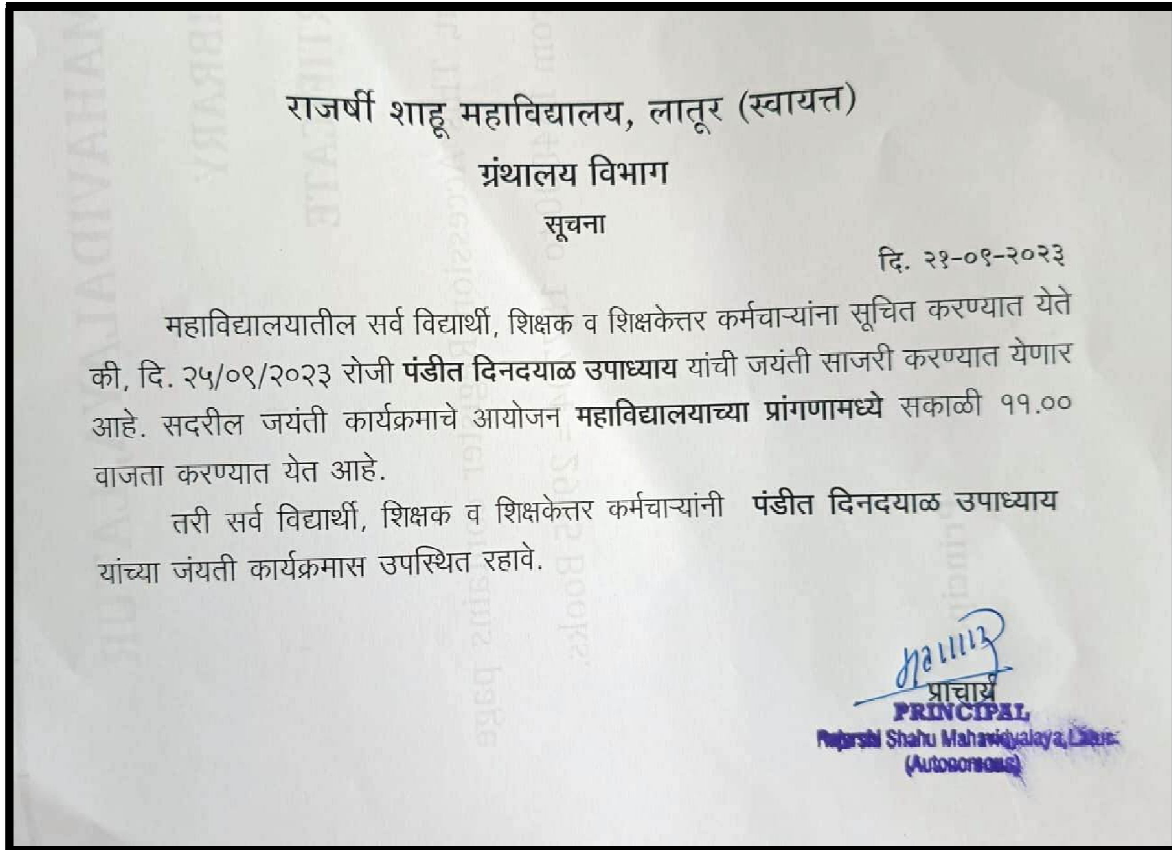 राजर्षी शाहू महाविद्यालय, लातूर (स्वायत्त)
ग्रंथालय विभाग
सूचना
दि. २१-०९-२०२३
महाविद्यालयातील सर्व विद्यार्थी, शिक्षक व शिक्षकेत्तर कर्मचाऱ्यांना सूचित करण्यात येते
की, दि. २५/०९/२०२३ रोजी पंडीत दिनदयाळ उपाध्याय यांची जयंती साजरी करण्यात येणार
आहे. सदरील जयंती कार्यक्रमाचे आयोजन महाविद्यालयाच्या प्रांगणामध्ये सकाळी ११.००
वाजता करण्यात येत आहे.
तरी सर्व विद्यार्थी, शिक्षक व शिक्षकेत्तर कर्मचाऱ्यांनी पंडीत दिनदयाळ उपाध्याय
यांच्या जंयती कार्यक्रमास उपस्थित रहावे.
प्राचार्य
PRINCIPAL
Rajarshi Shahu Mahavidyalaya, Latur.
(Autonomous)